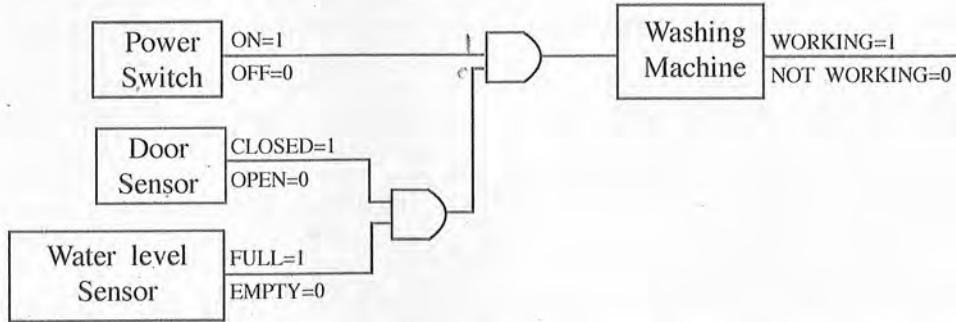 Power
Switch
ON=1
OFF=0
Washing
Machine
WORKING=1
NOT WORKING=0
Door
Sensor
CLOSED=1
OPEN=0
Water level
Sensor
FULL=1
EMPTY=0